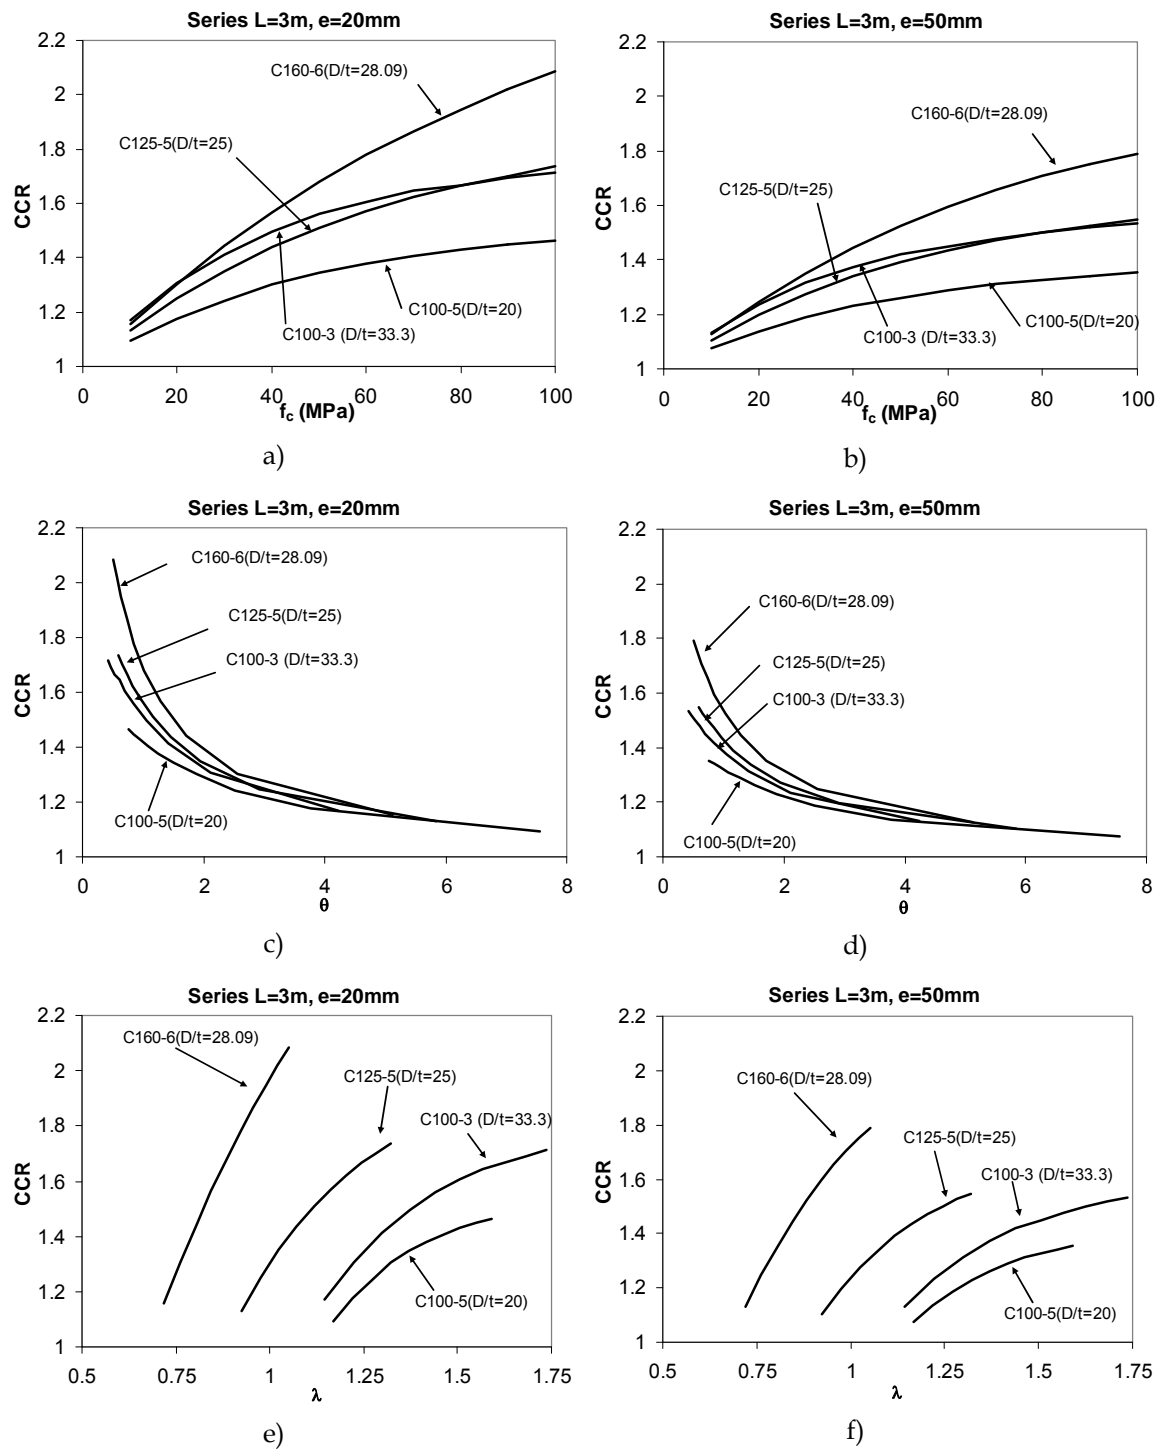 Series L=3m, e=20mm
2.2
2
1.8
1.6
1.4
1.2
1
CCR
C160-6(D/t=28.09)
C125-5(D/t=25)
C100-5(D/t=20)
C100-3 (D/t=33.3)
0 20 40 60 80 100
fc (MPa)
a)
Series L=3m, e=50mm
2.2
2
1.8
1.6
1.4
1.2
1
CCR
C160-6(D/t=28.09)
C125-5(D/t=25)
C100-5(D/t=20)
C100-3 (D/t=33.3)
0 20 40 60 80 100
fc (MPa)
b)
Series L=3m, e=20mm
2.2
2
1.8
1.6
1.4
1.2
1
CCR
C160-6(D/t=28.09)
C125-5(D/t=25)
C100-3 (D/t=33.3)
C100-5(D/t=20)
0 2 4 6 8
θ
c)
Series L=3m, e=50mm
2.2
2
1.8
1.6
1.4
1.2
1
CCR
C160-6(D/t=28.09)
C125-5(D/t=25)
C100-3 (D/t=33.3)
C100-5(D/t=20)
0 2 4 6 8
θ
d)
Series L=3m, e=20mm
2.2
2
1.8
1.6
1.4
1.2
1
CCR
C160-6(D/t=28.09)
C125-5(D/t=25)
C100-3 (D/t=33.3)
C100-5(D/t=20)
0.5 0.75 1 1.25 1.5 1.75
λ
e)
Series L=3m, e=50mm
2.2
2
1.8
1.6
1.4
1.2
1
CCR
C160-6(D/t=28.09)
C125-5(D/t=25)
C100-3 (D/t=33.3)
C100-5(D/t=20)
0.5 0.75 1 1.25 1.5 1.75
λ
f)